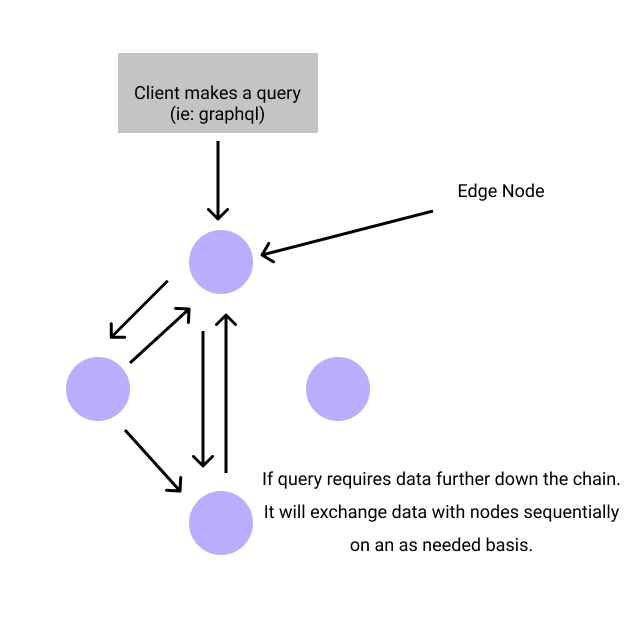 Client makes a query
(ie: graphql)
Edge Node
If query requires data further down the chain.
It will exchange data with nodes sequentially
on an as needed basis.